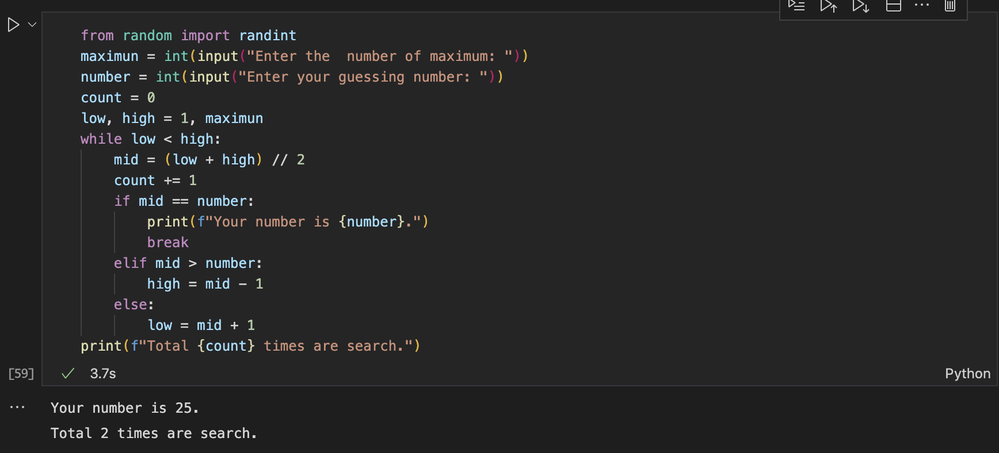 from random import randint
maximun = int(input("Enter the  number of maximum: "))
number = int(input("Enter your guessing number: "))
count = 0
low, high = 1, maximun
while low < high:
    mid = (low + high) // 2
    count += 1
    if mid == number:
        print(f"Your number is {number}.")
        break
    elif mid > number:
        high = mid - 1
    else:
        low = mid + 1
print(f"Total {count} times are search.")
[59] 3.7s Python
Your number is 25.
Total 2 times are search.